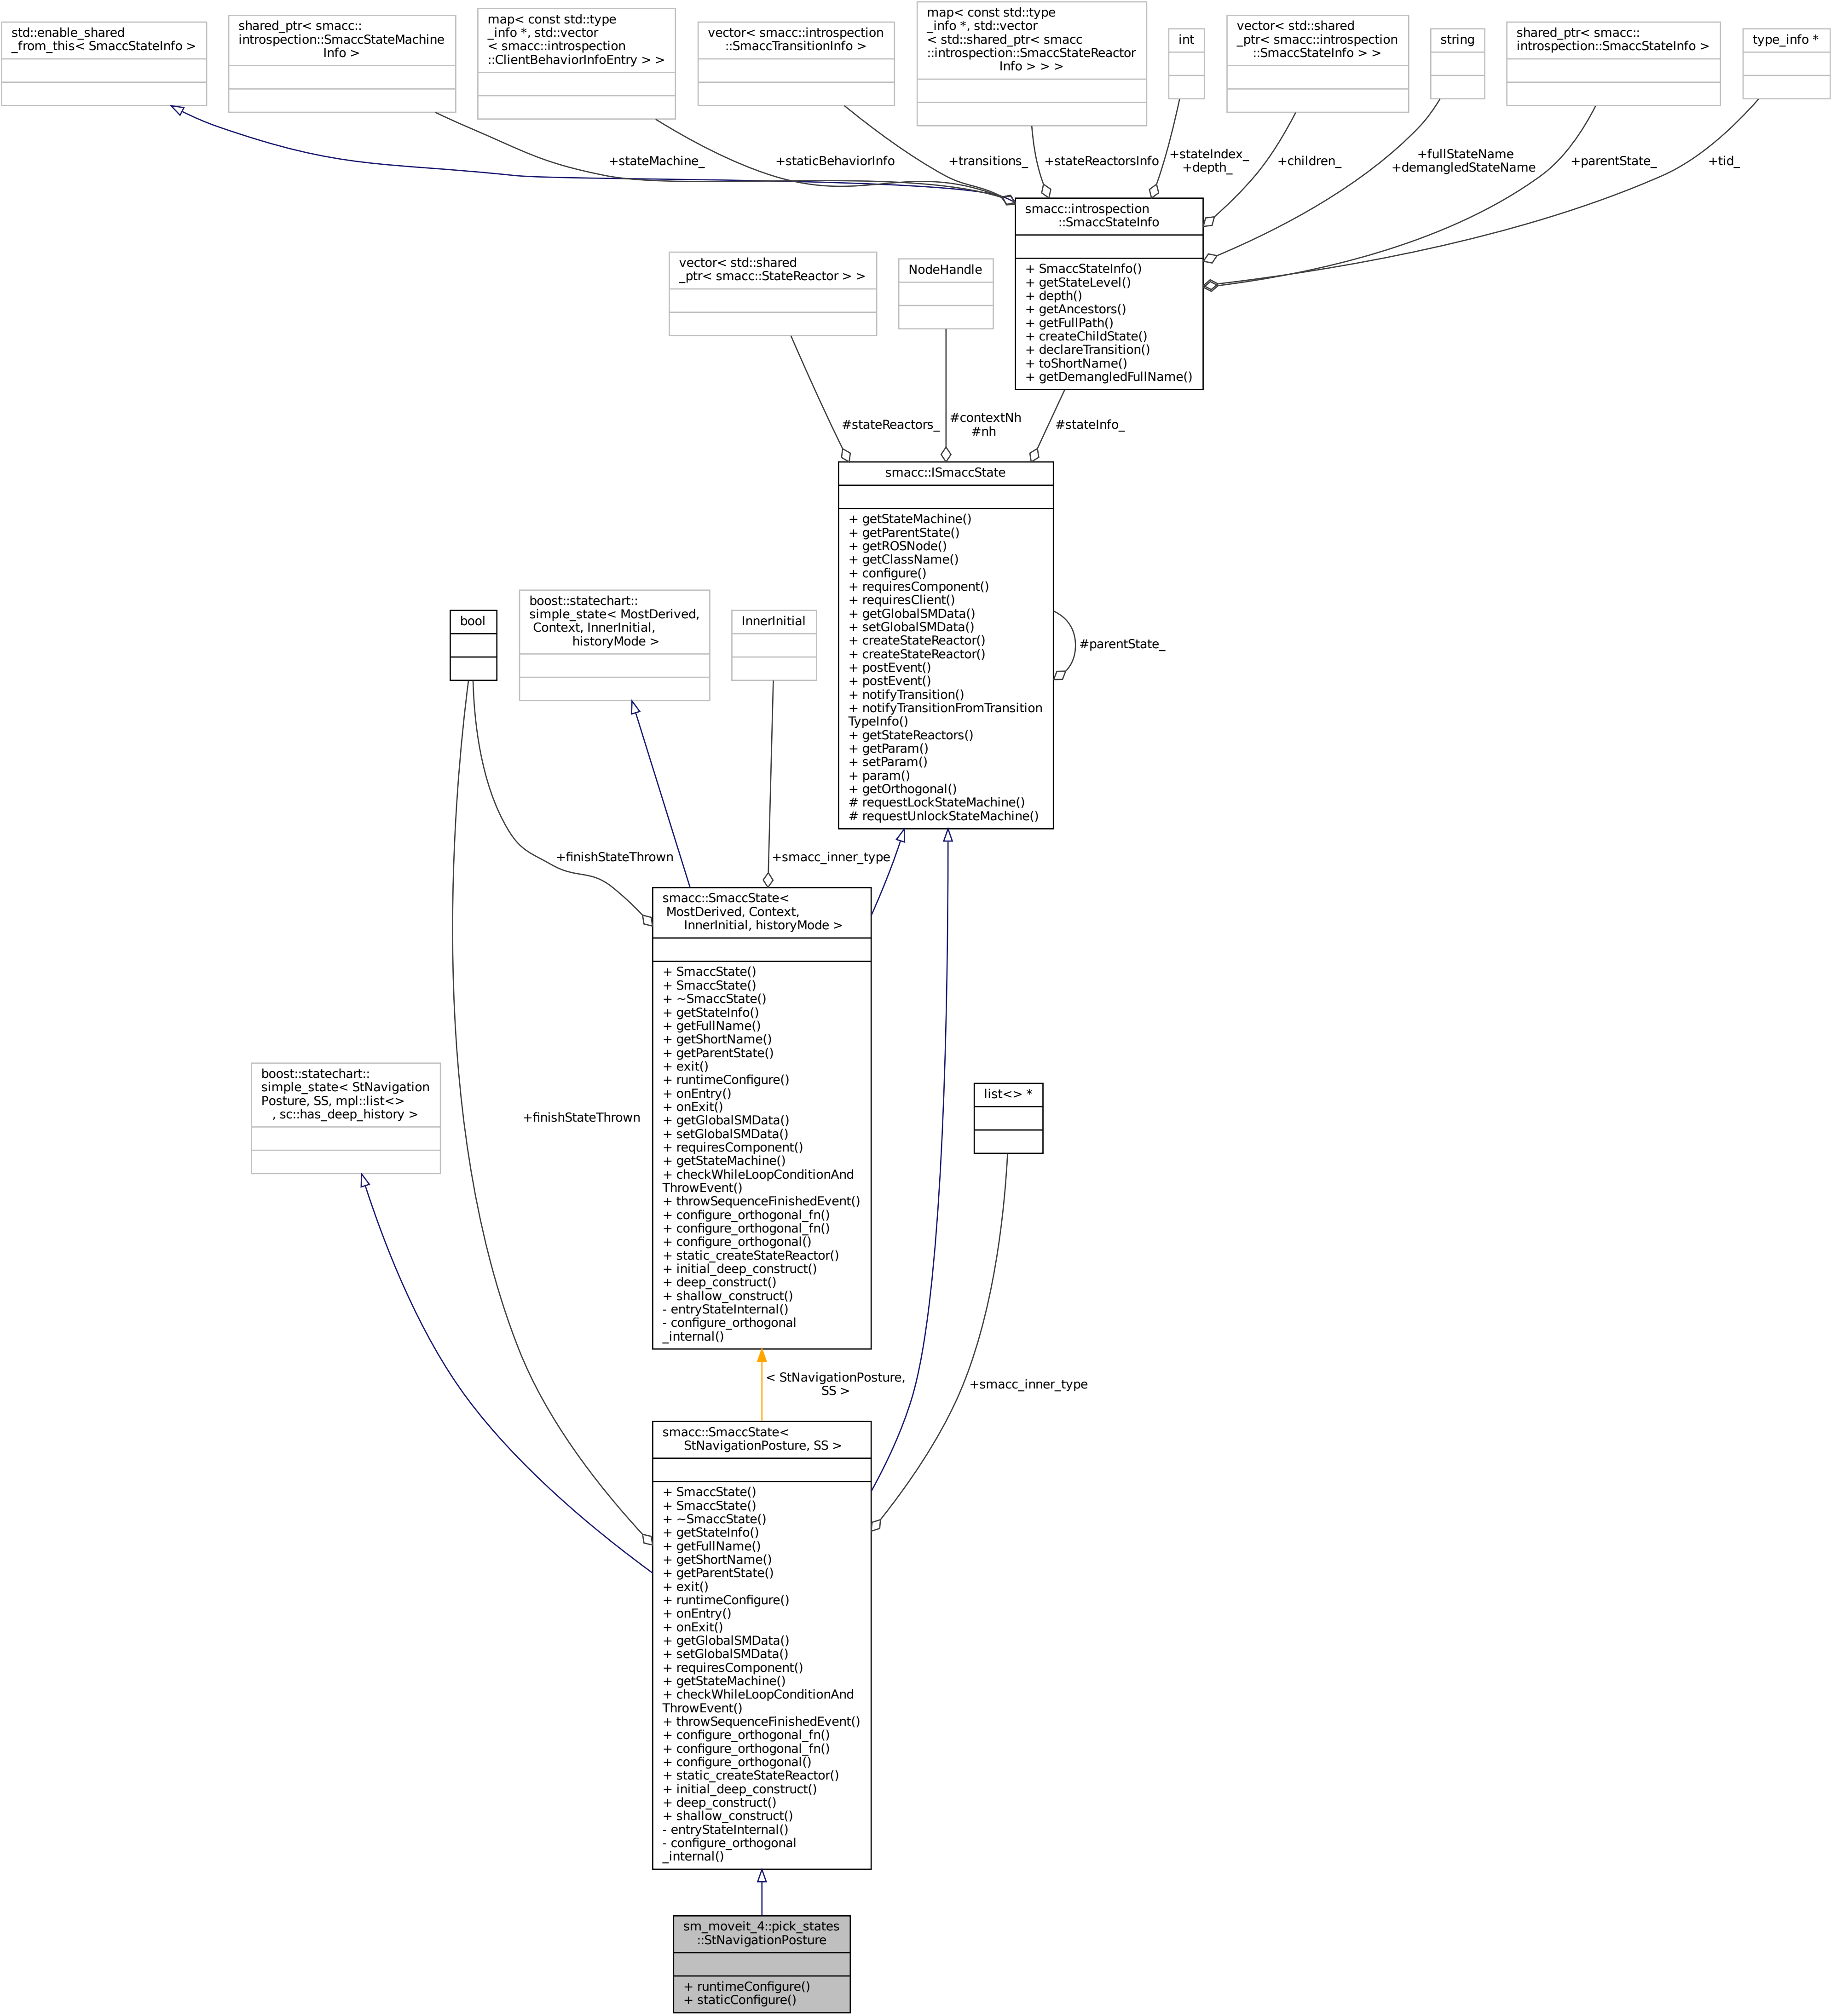 std::enable_shared
_from_this< SmaccStateInfo >
shared_ptr< smacc::
introspection::SmaccStateMachine
Info >
map< const std::type
_info *, std::vector
< smacc::introspection
::ClientBehaviorInfoEntry > >
vector< smacc::introspection
::SmaccTransitionInfo >
map< const std::type
_info *, std::vector
< std::shared_ptr< smacc
::introspection::SmaccStateReactor
Info > > >
int
vector< std::shared
_ptr< smacc::introspection
::SmaccStateInfo > >
string
shared_ptr< smacc::
introspection::SmaccStateInfo >
type_info *
+stateMachine_
+staticBehaviorInfo
+transitions_
+stateReactorsInfo
+stateIndex_
+depth_
+children_
+fullStateName
+demangledStateName
+parentState_
+tid_
smacc::introspection
::SmaccStateInfo
+ SmaccStateInfo()
+ getStateLevel()
+ depth()
+ getAncestors()
+ getFullPath()
+ createChildState()
+ declareTransition()
+ toShortName()
+ getDemangledFullName()
vector< std::shared
_ptr< smacc::StateReactor > >
NodeHandle
#stateReactors_
#contextNh
#nh
#stateInfo_
smacc::ISmaccState
+ getStateMachine()
+ getParentState()
+ getROSNode()
+ getClassName()
+ configure()
+ requiresComponent()
+ requiresClient()
+ getGlobalSMData()
+ setGlobalSMData()
+ createStateReactor()
+ createStateReactor()
+ postEvent()
+ postEvent()
+ notifyTransition()
+ notifyTransitionFromTransition
TypeInfo()
+ getStateReactors()
+ getParam()
+ setParam()
+ param()
+ getOrthogonal()
# requestLockStateMachine()
# requestUnlockStateMachine()
#parentState_
bool
boost::statechart::
simple_state< MostDerived,
Context, InnerInitial,
historyMode >
InnerInitial
+finishStateThrown
+smacc_inner_type
smacc::SmaccState<
MostDerived, Context,
InnerInitial, historyMode >
+ SmaccState()
+ SmaccState()
+ ~SmaccState()
+ getStateInfo()
+ getFullName()
+ getShortName()
+ getParentState()
+ exit()
+ runtimeConfigure()
+ onEntry()
+ onExit()
+ getGlobalSMData()
+ setGlobalSMData()
+ requiresComponent()
+ getStateMachine()
+ checkWhileLoopConditionAnd
ThrowEvent()
+ throwSequenceFinishedEvent()
+ configure_orthogonal_fn()
+ configure_orthogonal_fn()
+ configure_orthogonal()
+ static_createStateReactor()
+ initial_deep_construct()
+ deep_construct()
+ shallow_construct()
- entryStateInternal()
- configure_orthogonal
_internal()
boost::statechart::
simple_state< StNavigation
Posture, SS, mpl::list<>
, sc::has_deep_history >
+finishStateThrown
list<> *
< StNavigationPosture,
SS >
+smacc_inner_type
smacc::SmaccState<
StNavigationPosture, SS >
+ SmaccState()
+ SmaccState()
+ ~SmaccState()
+ getStateInfo()
+ getFullName()
+ getShortName()
+ getParentState()
+ exit()
+ runtimeConfigure()
+ onEntry()
+ onExit()
+ getGlobalSMData()
+ setGlobalSMData()
+ requiresComponent()
+ getStateMachine()
+ checkWhileLoopConditionAnd
ThrowEvent()
+ throwSequenceFinishedEvent()
+ configure_orthogonal_fn()
+ configure_orthogonal_fn()
+ configure_orthogonal()
+ static_createStateReactor()
+ initial_deep_construct()
+ deep_construct()
+ shallow_construct()
- entryStateInternal()
- configure_orthogonal
_internal()
sm_moveit_4::pick_states
::StNavigationPosture
+ runtimeConfigure()
+ staticConfigure()